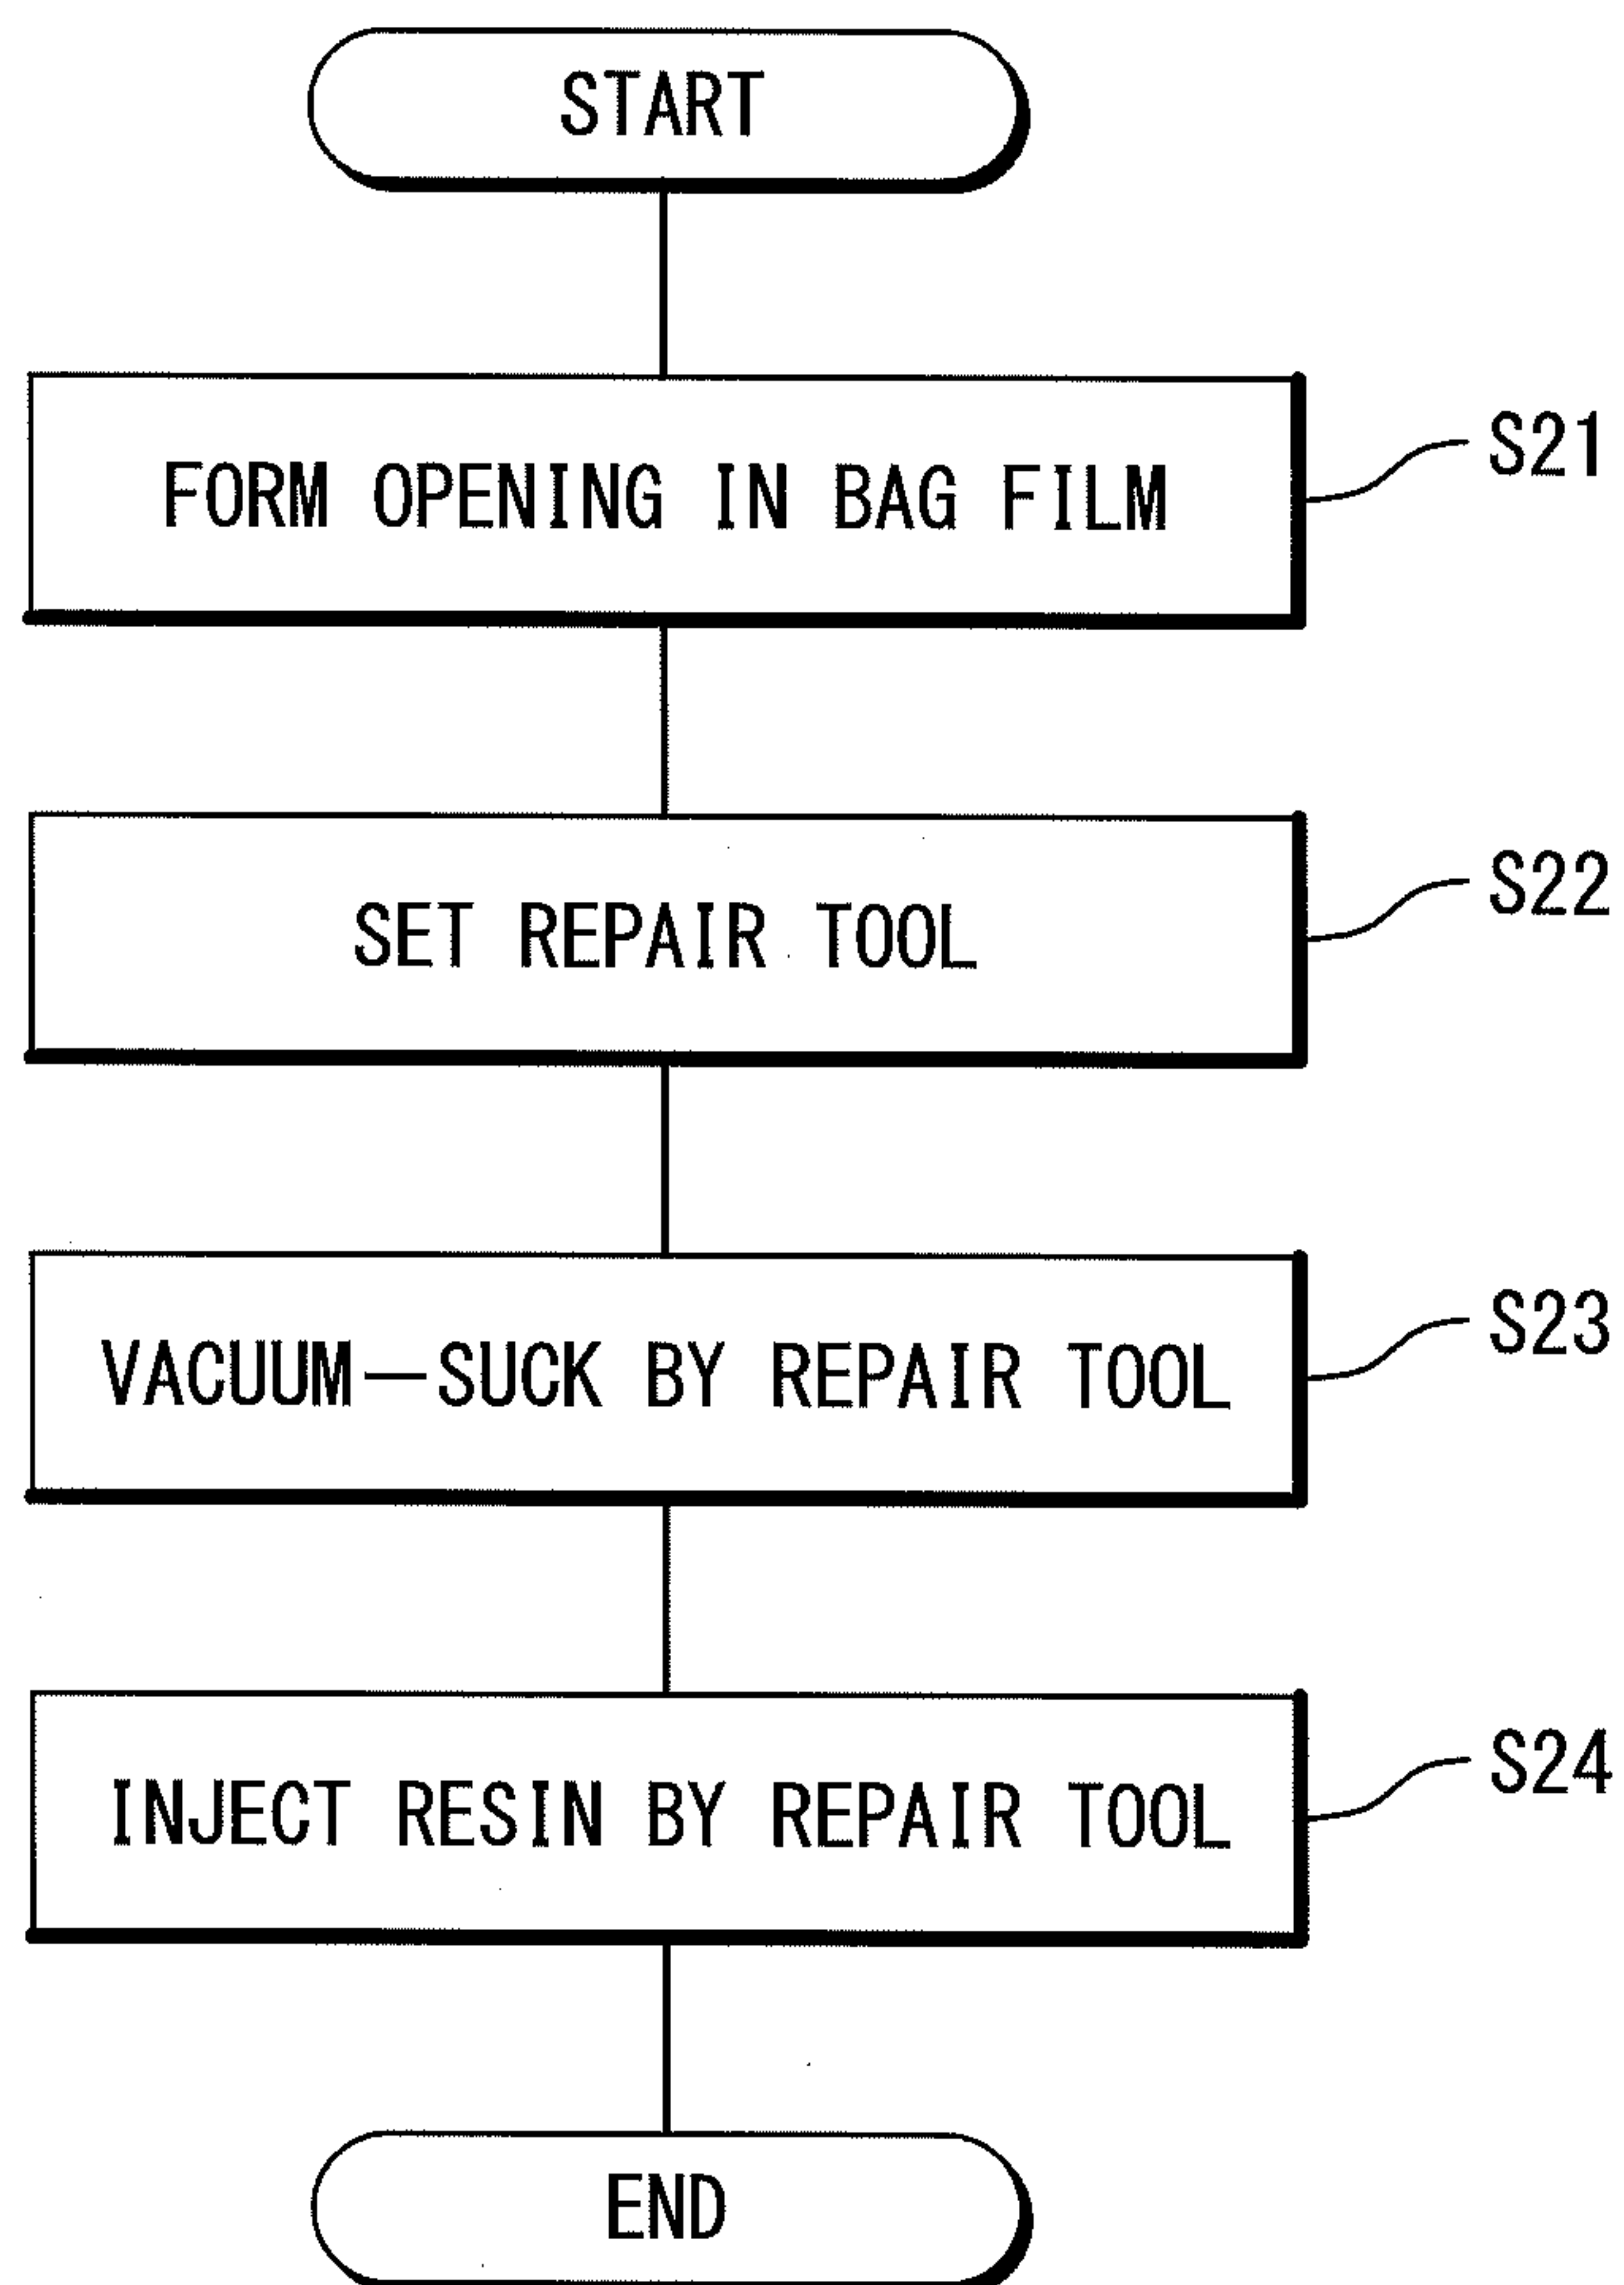 START
FORM OPENING IN BAG FILM
S21
SET REPAIR TOOL
S22
VACUUM—SUCK BY REPAIR TOOL
S23
INJECT RESIN BY REPAIR TOOL
S24
END